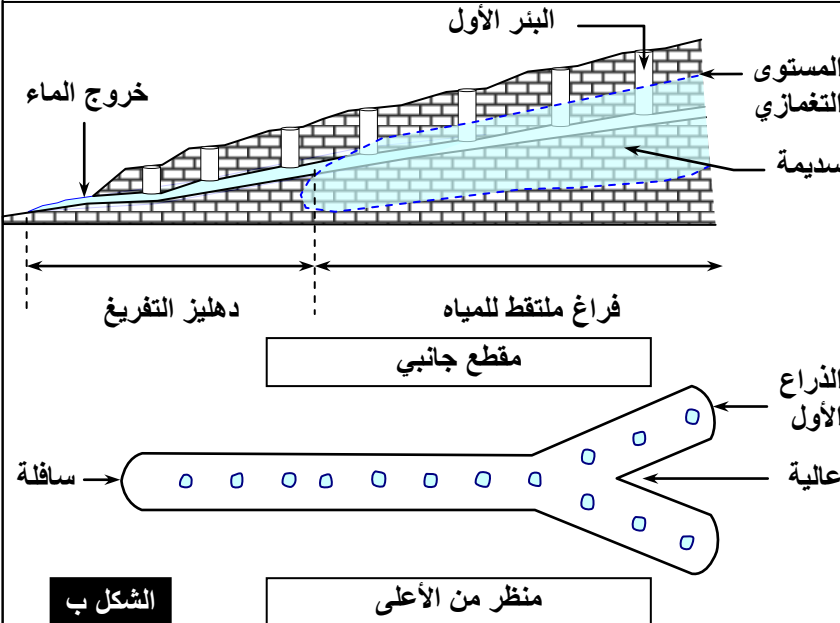 البئر الأول
المستوى
التغمازي
خروج الماء
سديمة
دهليز التفريغ
فراغ ملتقط للمياه
مقطع جانبي
الذراع
الأول
سافلة
عالية
منظر من الأعلى
الشكل ب